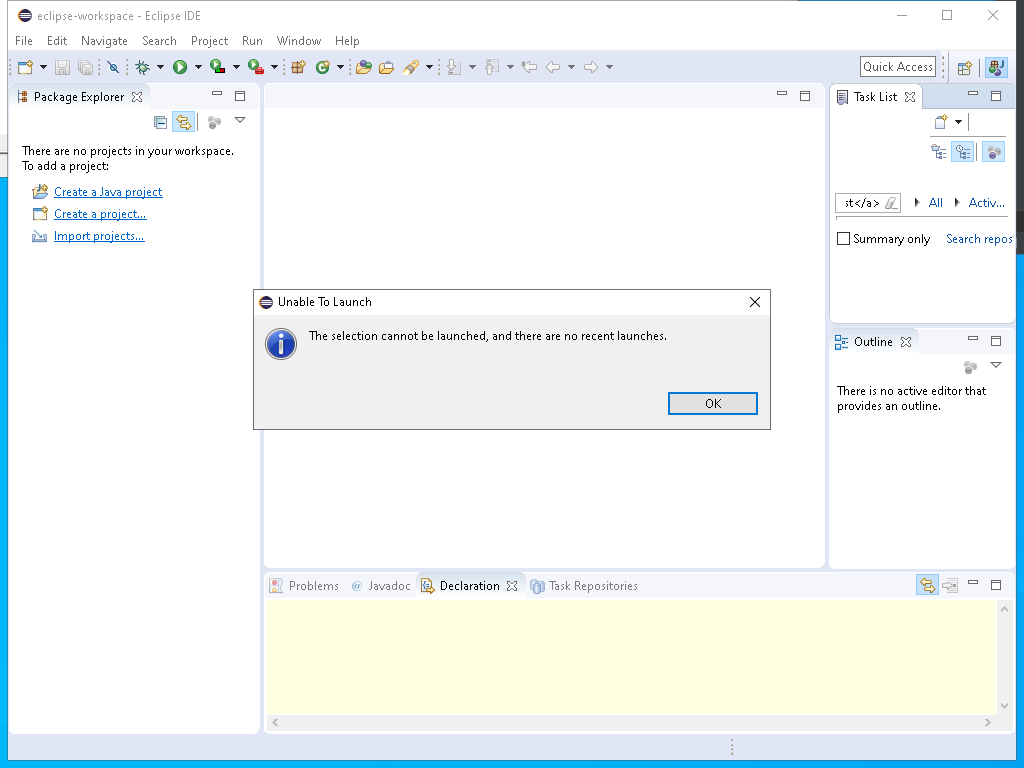 eclipse-workspace - Eclipse IDE
File Edit Navigate Search Project Run Window Help
Quick Access
Package Explorer
Task List
There are no projects in your workspace.
To add a project:
Create a Java project
Create a project...
Import projects...
st</a> All Activ...
Summary only Search repos
Unable To Launch
The selection cannot be launched, and there are no recent launches.
OK
Outline
There is no active editor that
provides an outline.
Problems @ Javadoc Declaration Task Repositories